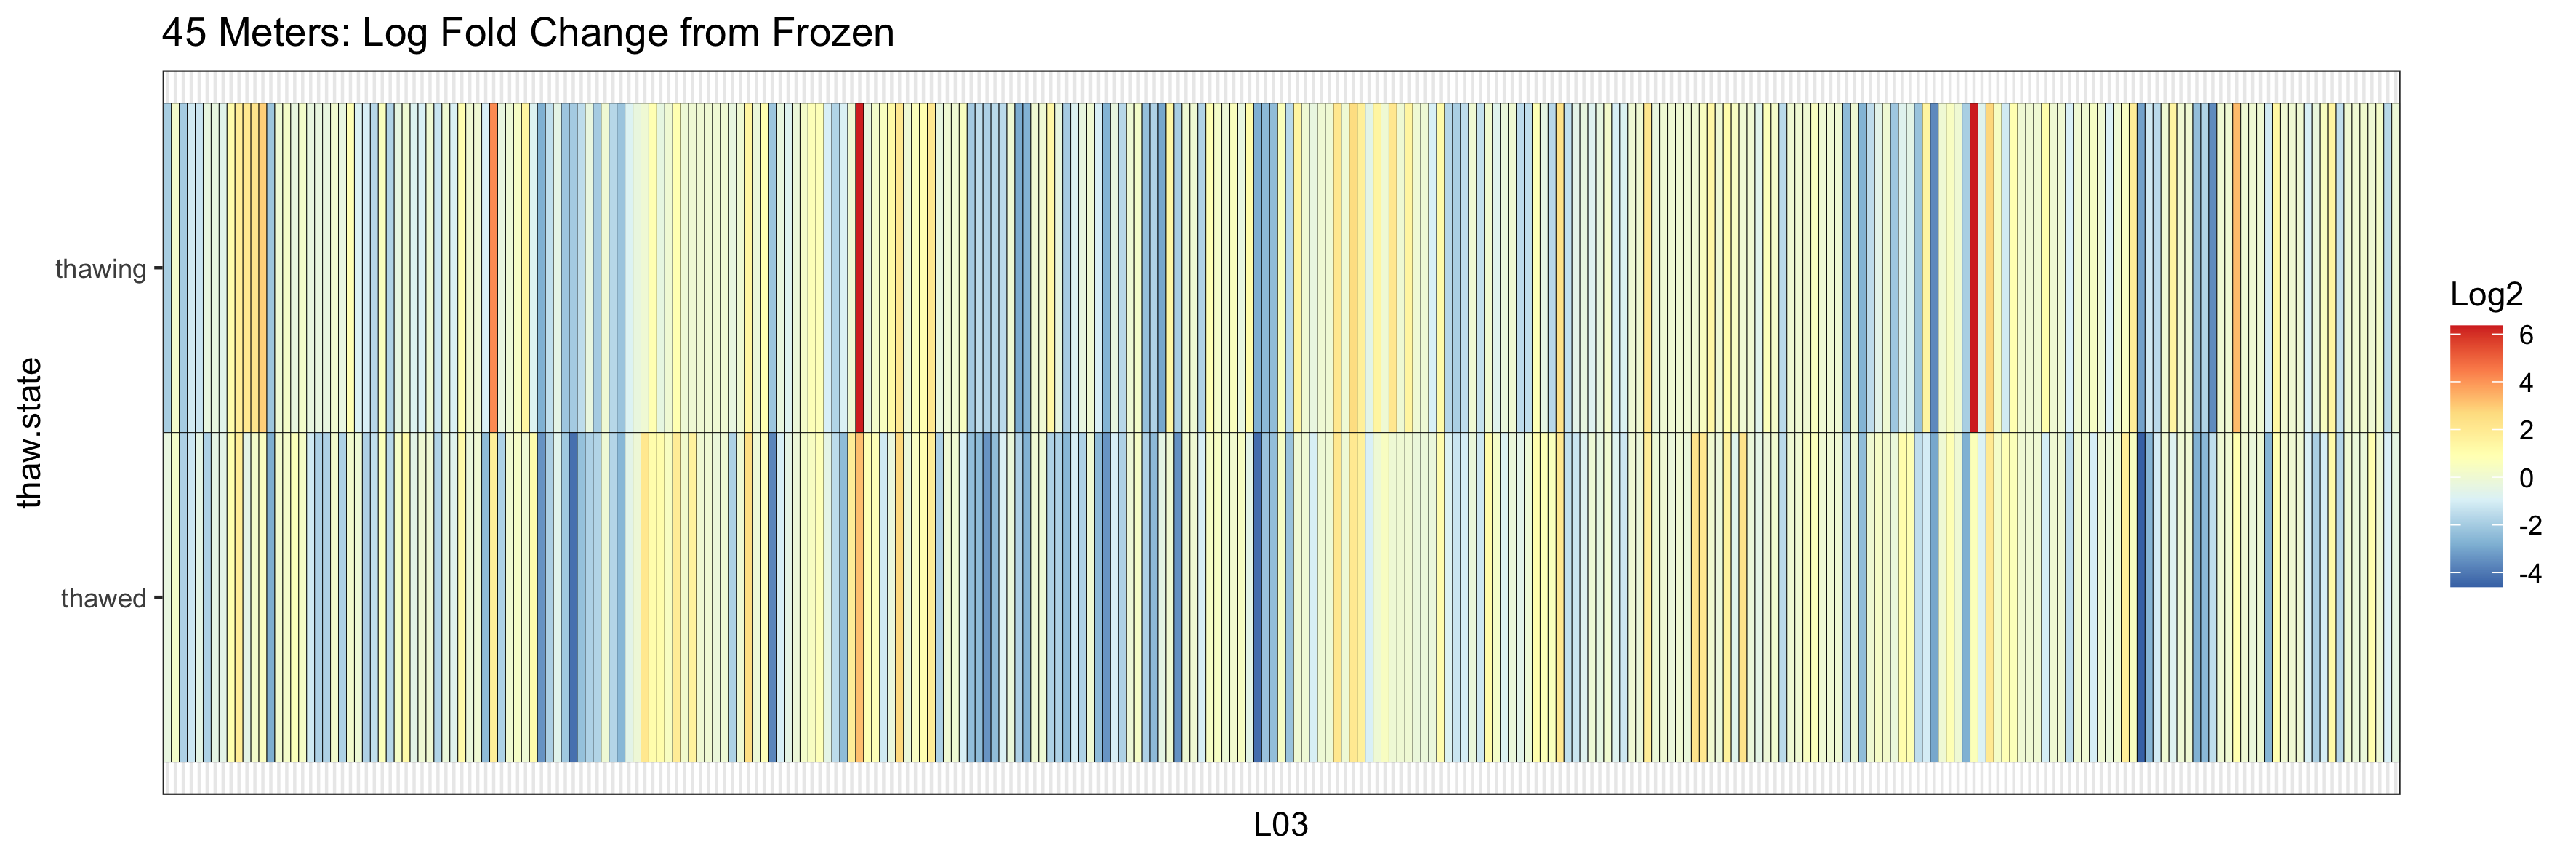 45 Meters: Log Fold Change from Frozen
thawing
thawed
thaw.state
L03
Log2
6
4
2
0
-2
-4